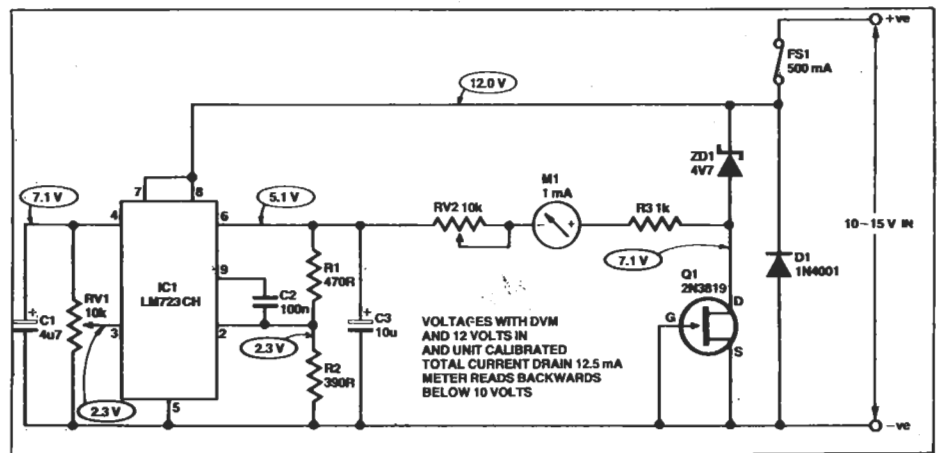 +ve
FS1
500 mA
12.0 V
ZD1
4V7
7.1 V
7
8
M1
1 mA
5.1 V
4
6
RV2 10k
- +
R3 1k
10–15 V IN
7.1 V
9
R1
470R
D1
1N4001
IC1
LM723CH
Q1
2N3819
RV1
10k
C2
100n
D
+
C1
4u7
+
C3
10u
G
3
2
S
VOLTAGES WITH DVM
AND 12 VOLTS IN
AND UNIT CALIBRATED
TOTAL CURRENT DRAIN 12.5 mA
METER READS BACKWARDS
BELOW 10 VOLTS
2.3 V
R2
390R
2.3 V
5
-ve